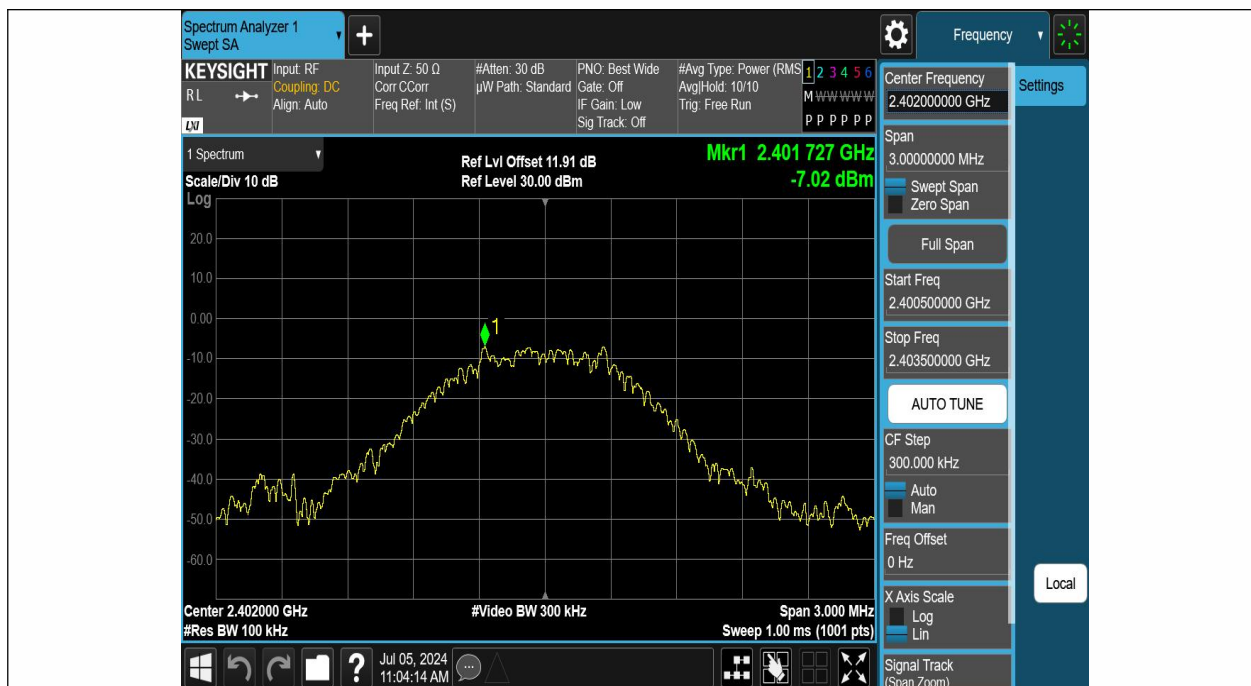 Spectrum Analyzer 1
Swept SA
Frequency
KEYSIGHT
RL
LXI
Input: RF
Coupling: DC
Align: Auto
Input Z: 50 Ω
Corr CCorr
Freq Ref: Int (S)
#Atten: 30 dB
µW Path: Standard
PNO: Best Wide
Gate: Off
IF Gain: Low
Sig Track: Off
#Avg Type: Power (RMS
Avg|Hold: 10/10
Trig: Free Run
1 2 3 4 5 6
M W W W W W
P P P P P P
1 Spectrum
Scale/Div 10 dB
Log
Ref Lvl Offset 11.91 dB
Ref Level 30.00 dBm
Mkr1 2.401 727 GHz
-7.02 dBm
20.0
10.0
0.00
-10.0
-20.0
-30.0
-40.0
-50.0
-60.0
1
Center 2.402000 GHz
#Res BW 100 kHz
#Video BW 300 kHz
Span 3.000 MHz
Sweep 1.00 ms (1001 pts)
?
Jul 05, 2024
11:04:14 AM
Center Frequency
2.402000000 GHz
Settings
Span
3.00000000 MHz
Swept Span
Zero Span
Full Span
Start Freq
2.400500000 GHz
Stop Freq
2.403500000 GHz
AUTO TUNE
CF Step
300.000 kHz
Auto
Man
Freq Offset
0 Hz
X Axis Scale
Log
Lin
Signal Track
(Span Zoom)
Local